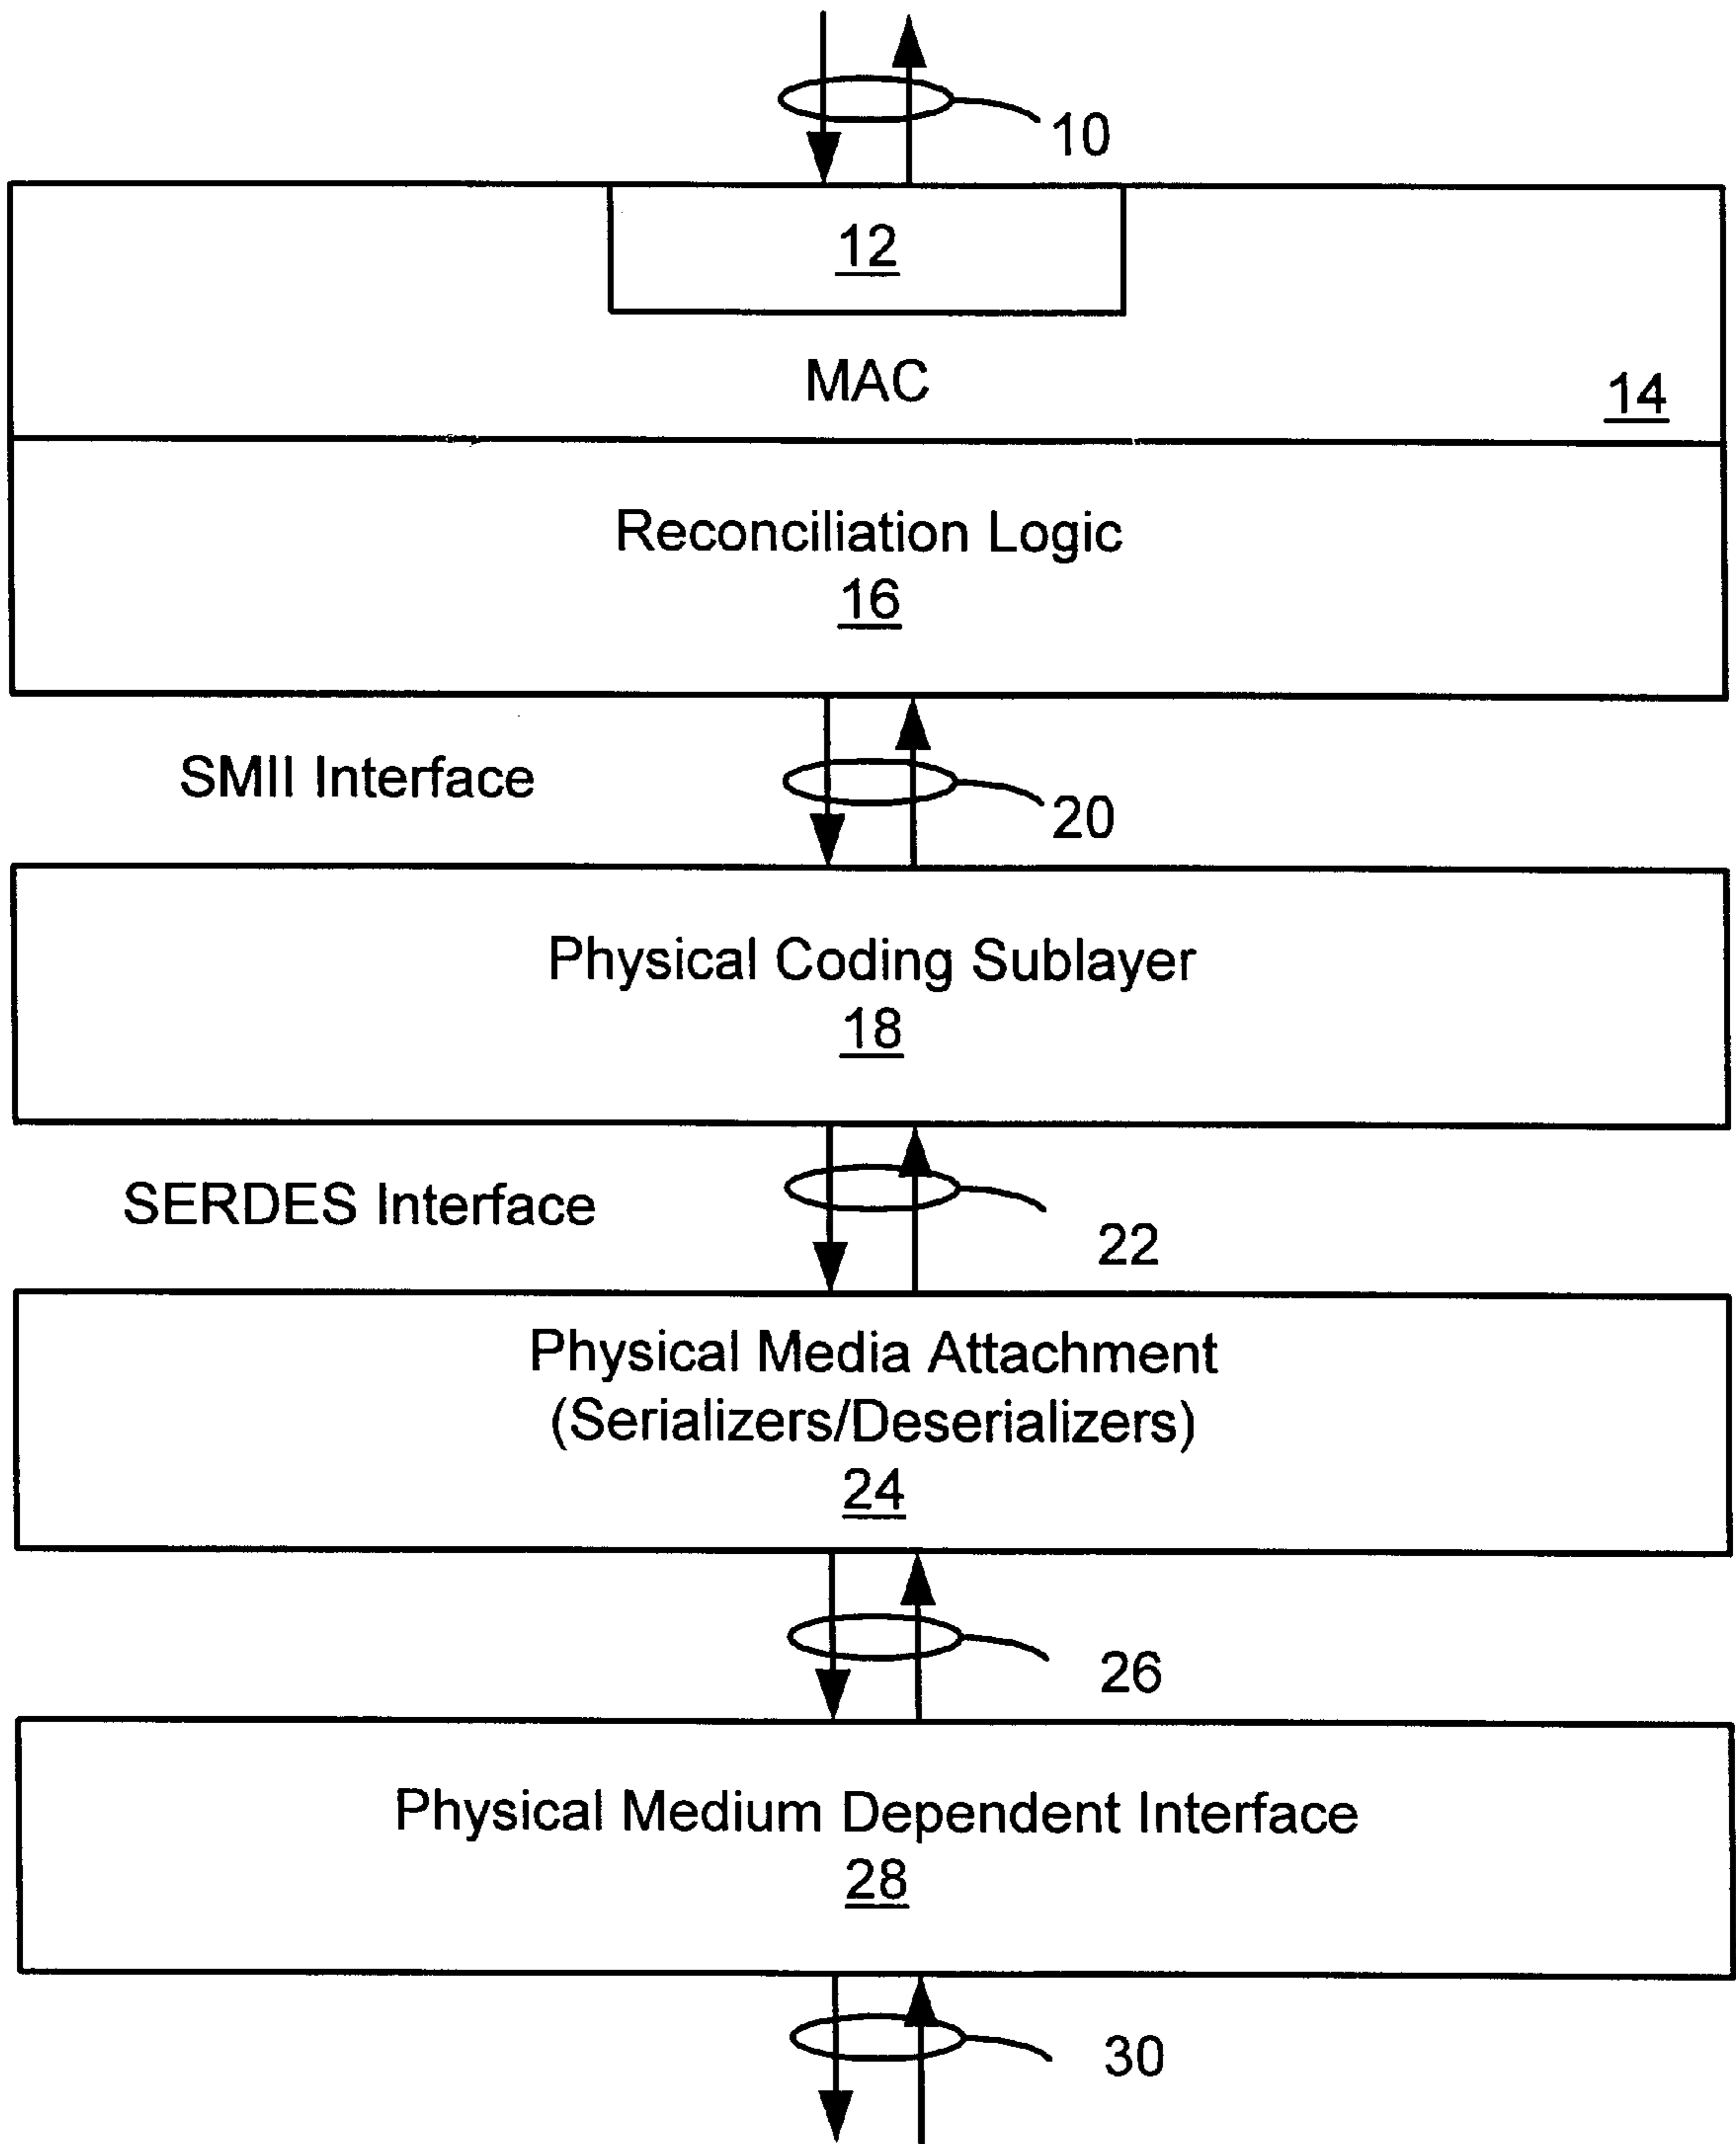 10
12
MAC
14
Reconciliation Logic
16
SMII Interface
20
Physical Coding Sublayer
18
SERDES Interface
22
Physical Media Attachment
(Serializers/Deserializers)
24
26
Physical Medium Dependent Interface
28
30